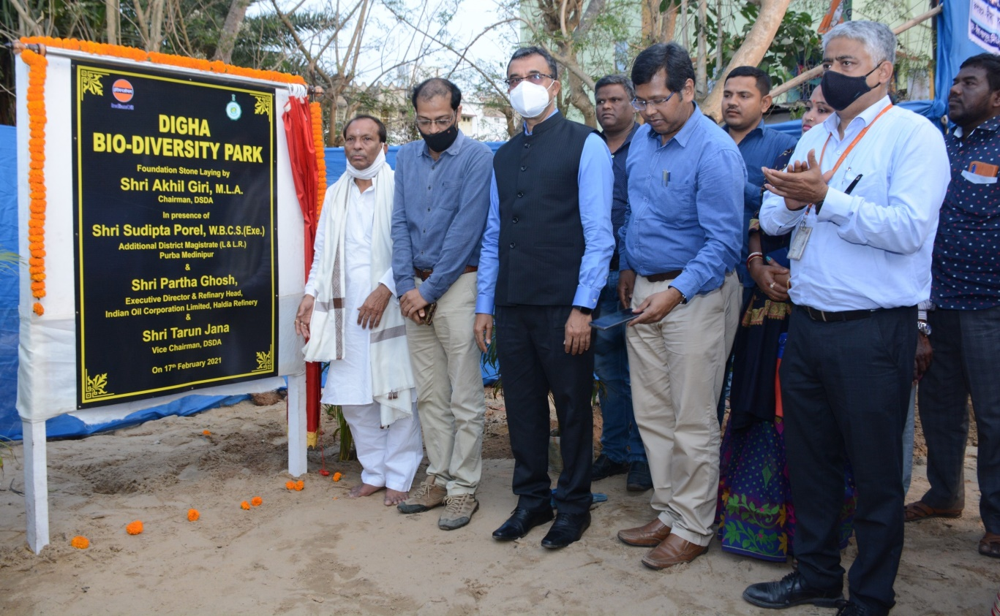 IndianOil
DIGHA
BIO-DIVERSITY PARK
Foundation Stone Laying by
Shri Akhil Giri, M.L.A.
Chairman, DSDA
In presence of
Shri Sudipta Porel, W.B.C.S.(Exe.)
Additional District Magistrate (L & L.R.)
Purba Medinipur
&
Shri Partha Ghosh,
Executive Director & Refinary Head,
Indian Oil Corporation Limited, Haldia Refinery
&
Shri Tarun Jana
Vice Chairman, DSDA
On 17th February 2021